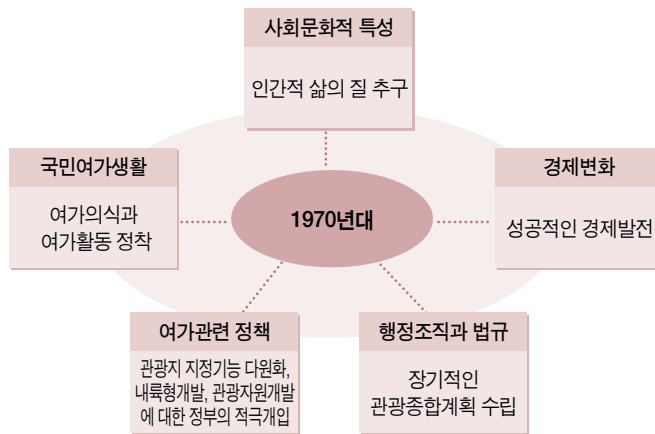 사회문화적 특성
인간적 삶의 질 추구
국민여가생활
여가의식과
여가활동 정착
1970년대
경제변화
성공적인 경제발전
여가관련 정책
관광지 지정기능 다원화,
내륙형개발, 관광자원개발
에 대한 정부의 적극개입
행정조직과 법규
장기적인
관광종합계획 수립